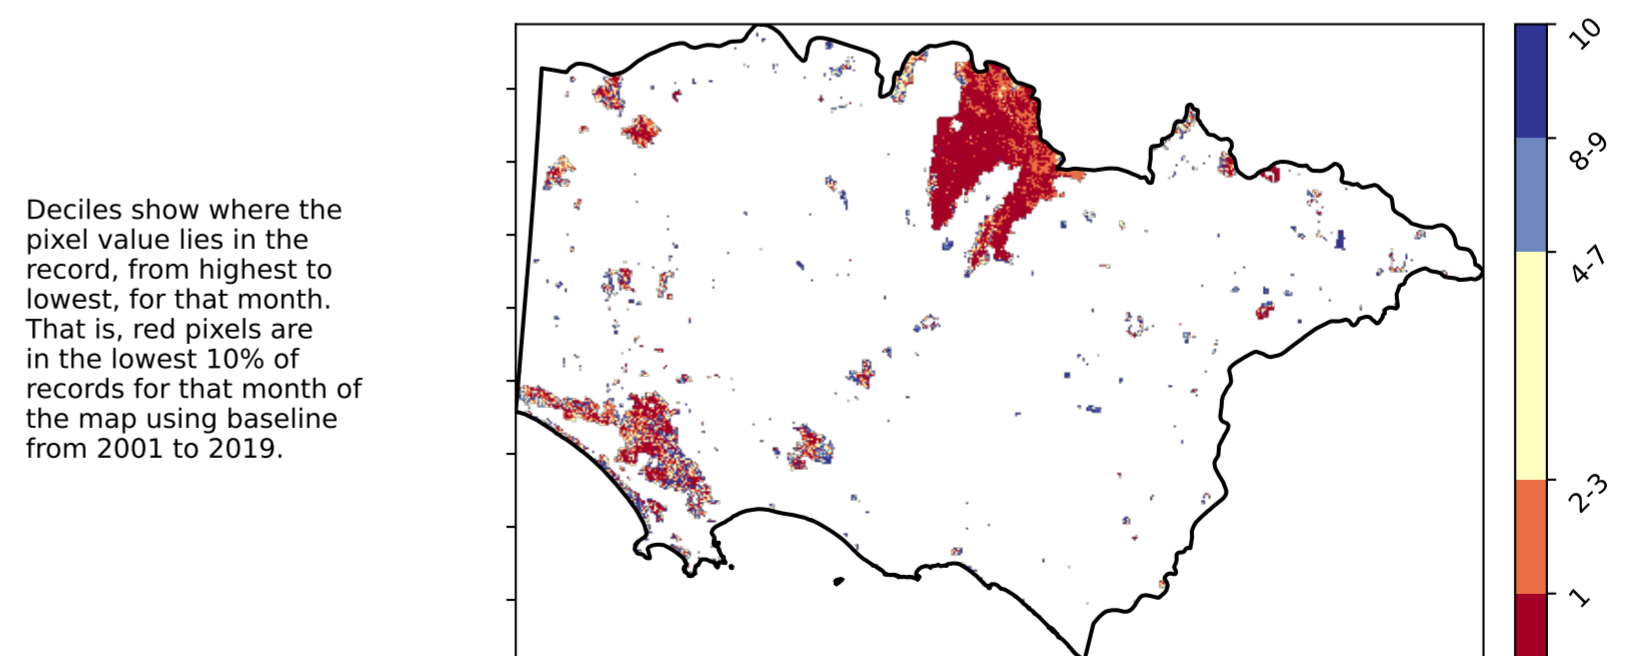 Deciles show where the
pixel value lies in the
record, from highest to
lowest, for that month.
That is, red pixels are
in the lowest 10% of
records for that month of
the map using baseline
from 2001 to 2019.
10
8-9
4-7
2-3
1